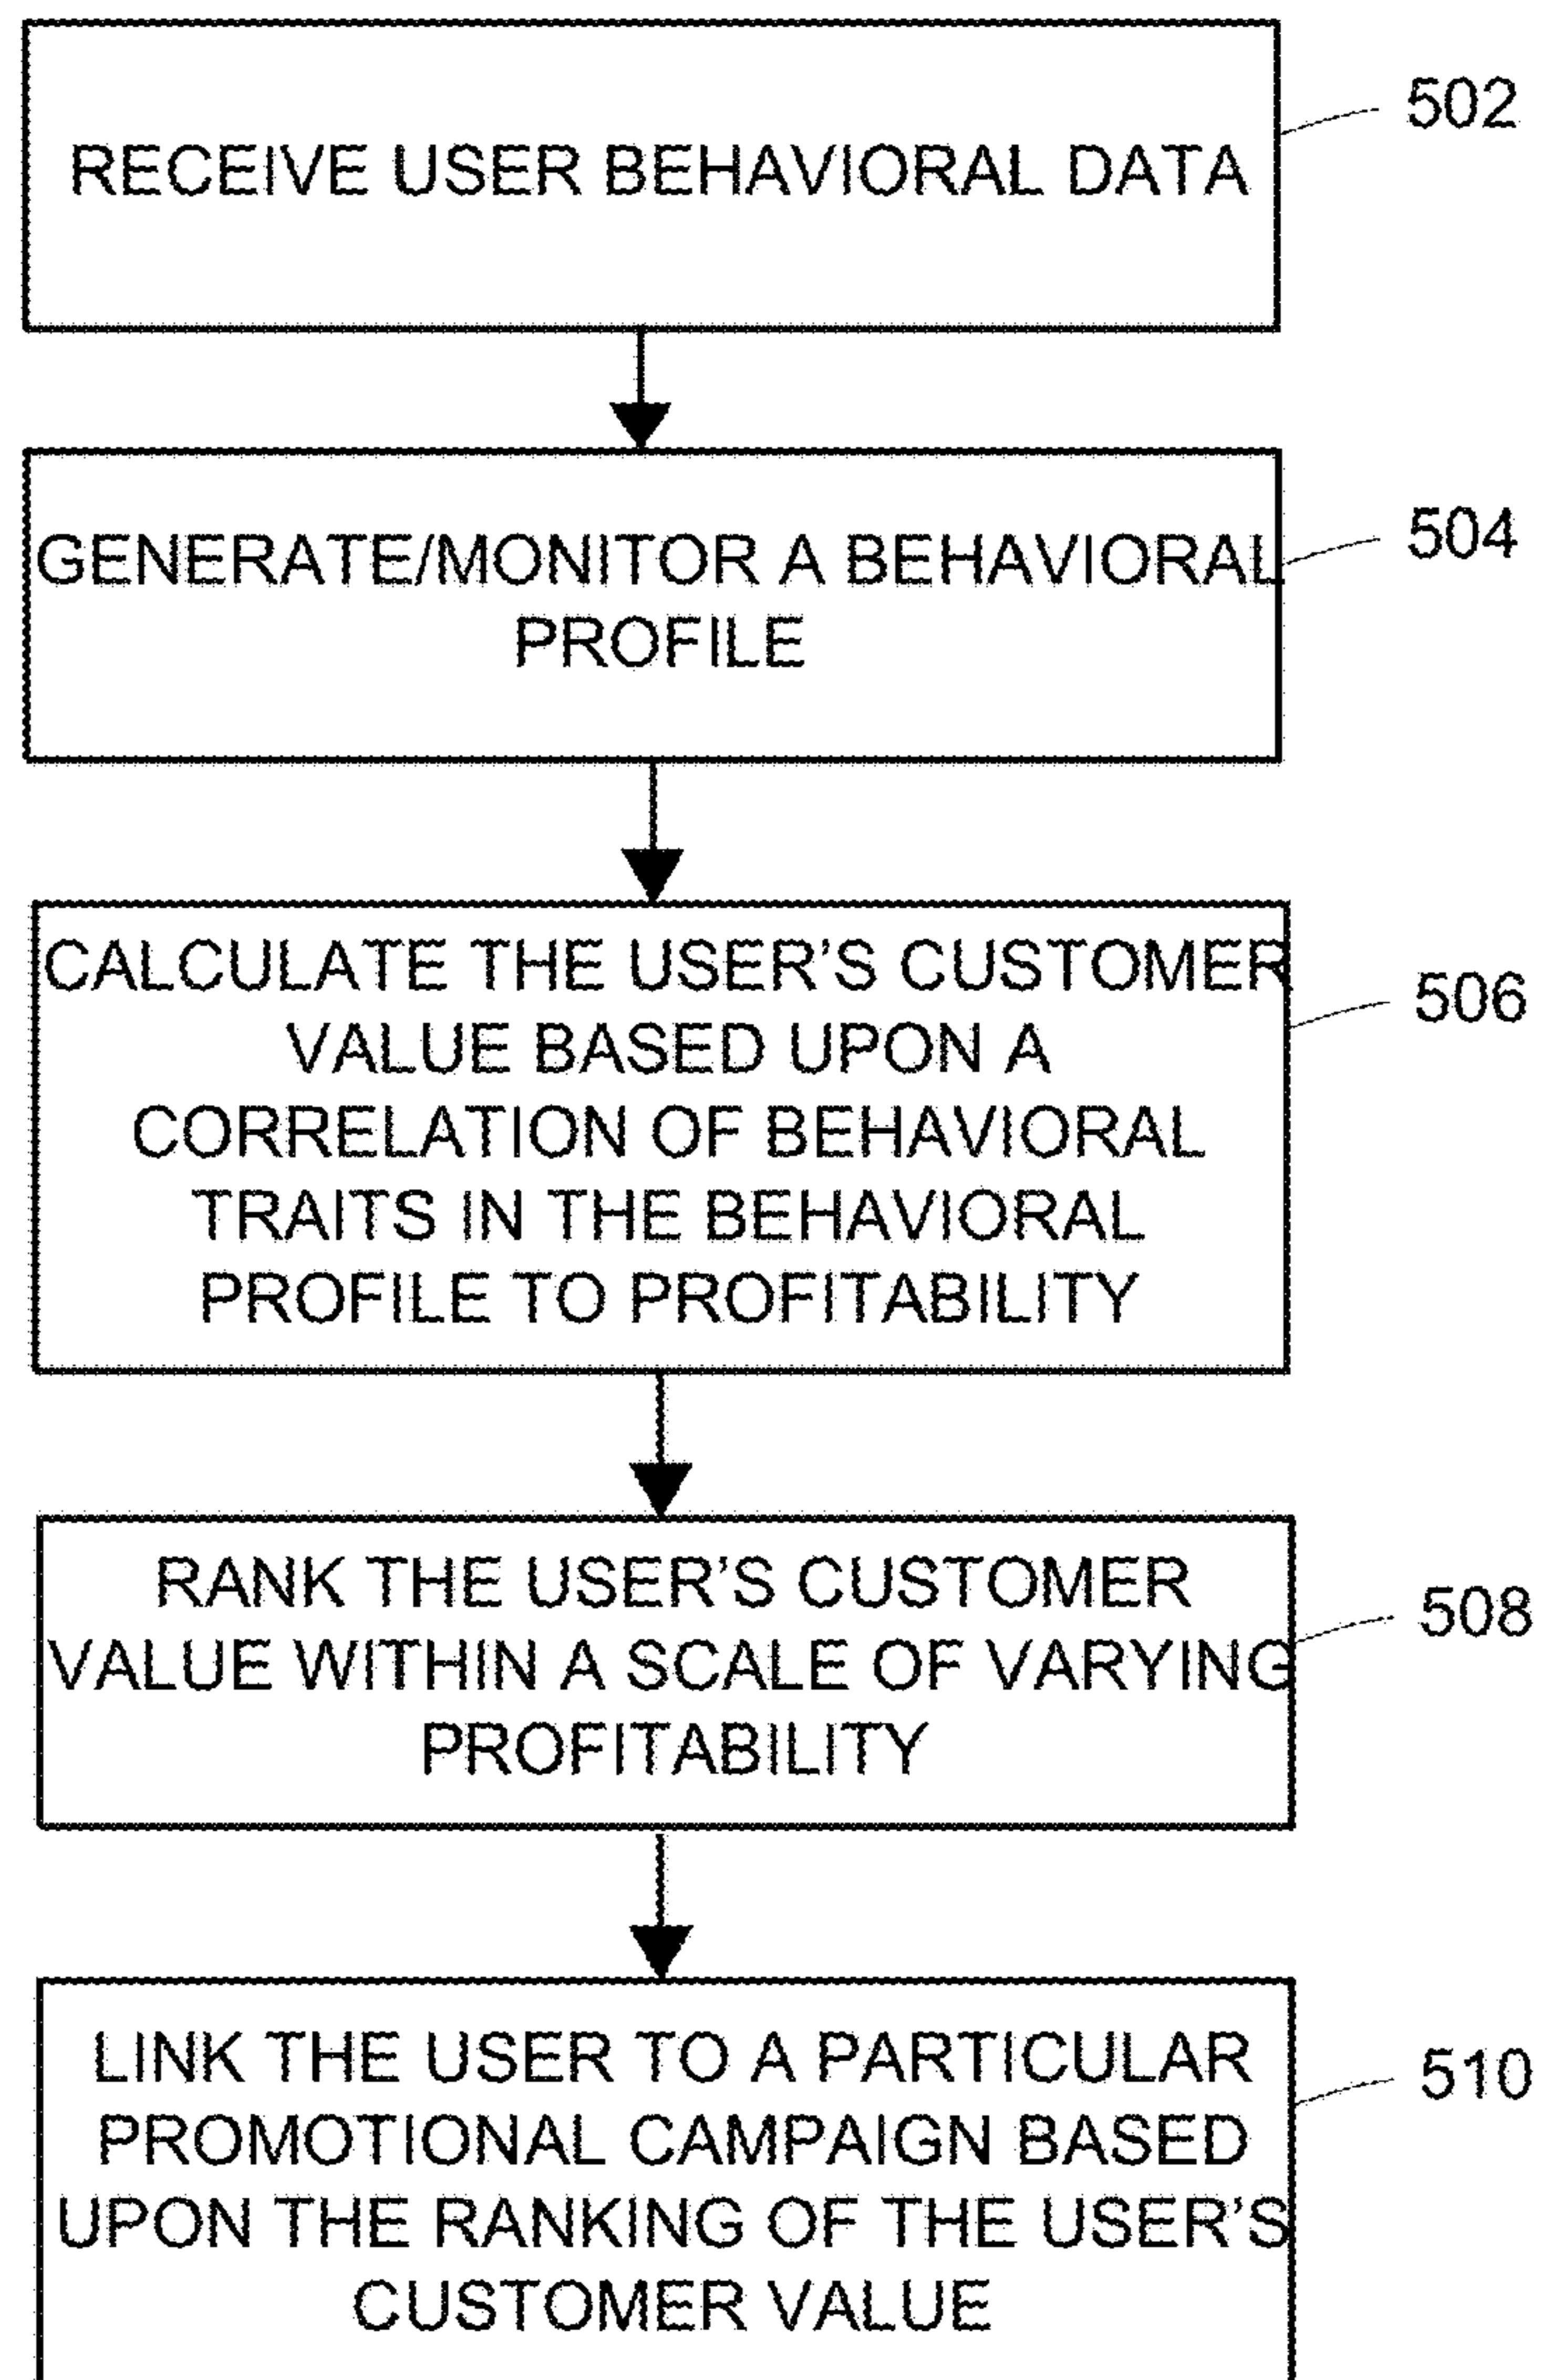 RECEIVE USER BEHAVIORAL DATA
502
GENERATE/MONITOR A BEHAVIORAL
PROFILE
504
CALCULATE THE USER'S CUSTOMER
VALUE BASED UPON A
CORRELATION OF BEHAVIORAL
TRAITS IN THE BEHAVIORAL
PROFILE TO PROFITABILITY
506
RANK THE USER'S CUSTOMER
VALUE WITHIN A SCALE OF VARYING
PROFITABILITY
508
LINK THE USER TO A PARTICULAR
PROMOTIONAL CAMPAIGN BASED
UPON THE RANKING OF THE USER'S
CUSTOMER VALUE
510